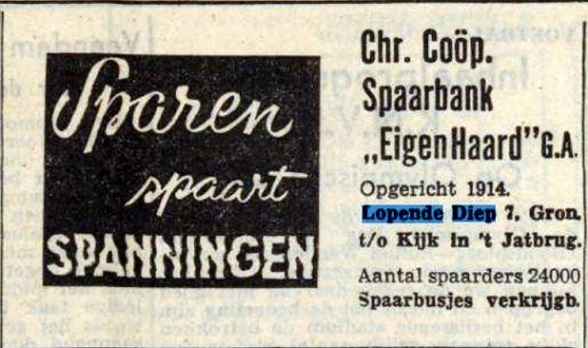 Sparen
spaart
SPANNINGEN
Chr. Coöp.
Spaarbank
„Eigen Haard” G.A.
Opgericht 1914.
Lopende Diep 7, Gron.
t/o Kijk in 't Jatbrug.
Aantal spaarders 24000
Spaarbusjes verkrijgb.